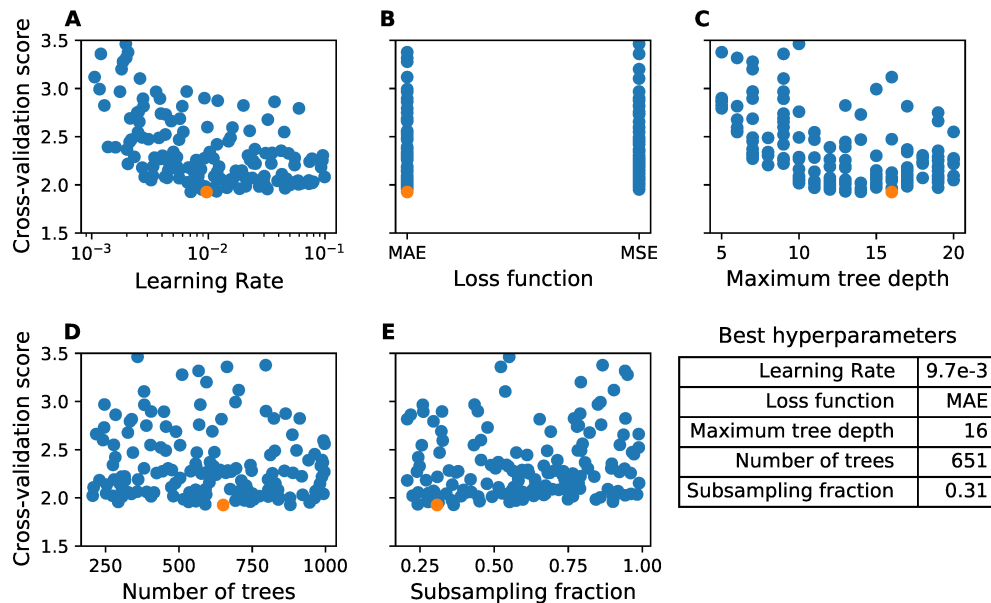 A
B
C
Cross-validation score
3.5
3.0
2.5
2.0
1.5
10⁻³
10⁻²
10⁻¹
Learning Rate
MAE
MSE
Loss function
5
10
15
20
Maximum tree depth
D
E
Cross-validation score
3.5
3.0
2.5
2.0
1.5
250
500
750
1000
Number of trees
0.25
0.50
0.75
1.00
Subsampling fraction
Best hyperparameters
Learning Rate 9.7e-3
Loss function MAE
Maximum tree depth 16
Number of trees 651
Subsampling fraction 0.31